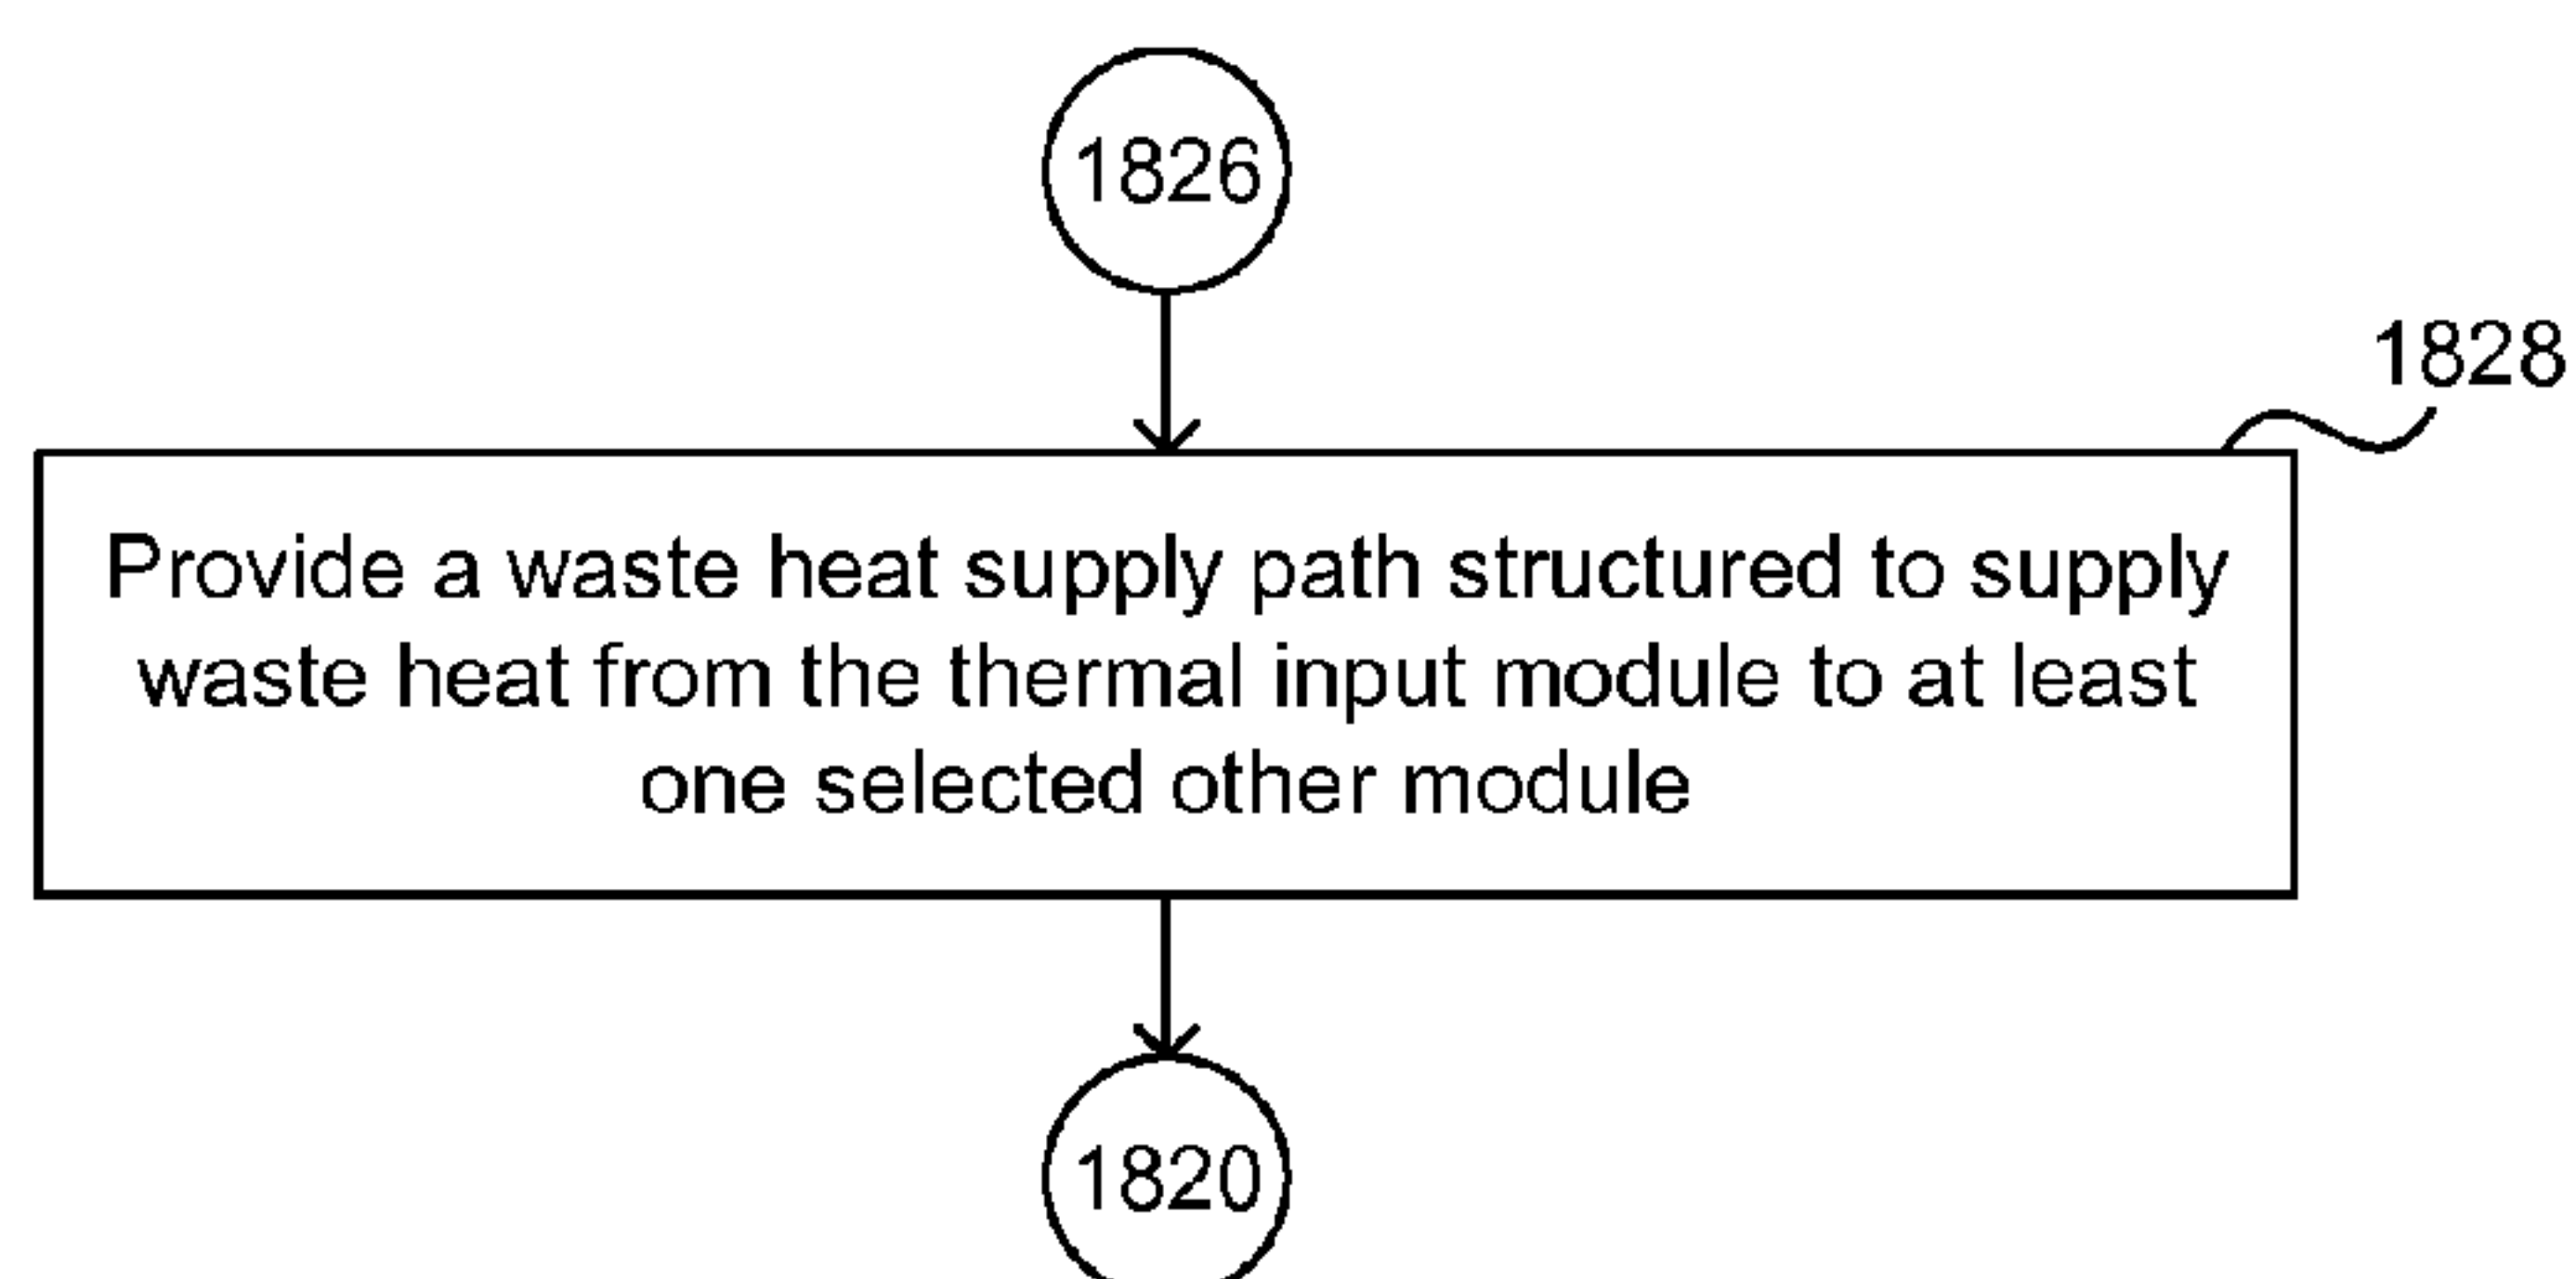 1826
1828
Provide a waste heat supply path structured to supply
waste heat from the thermal input module to at least
one selected other module
1820